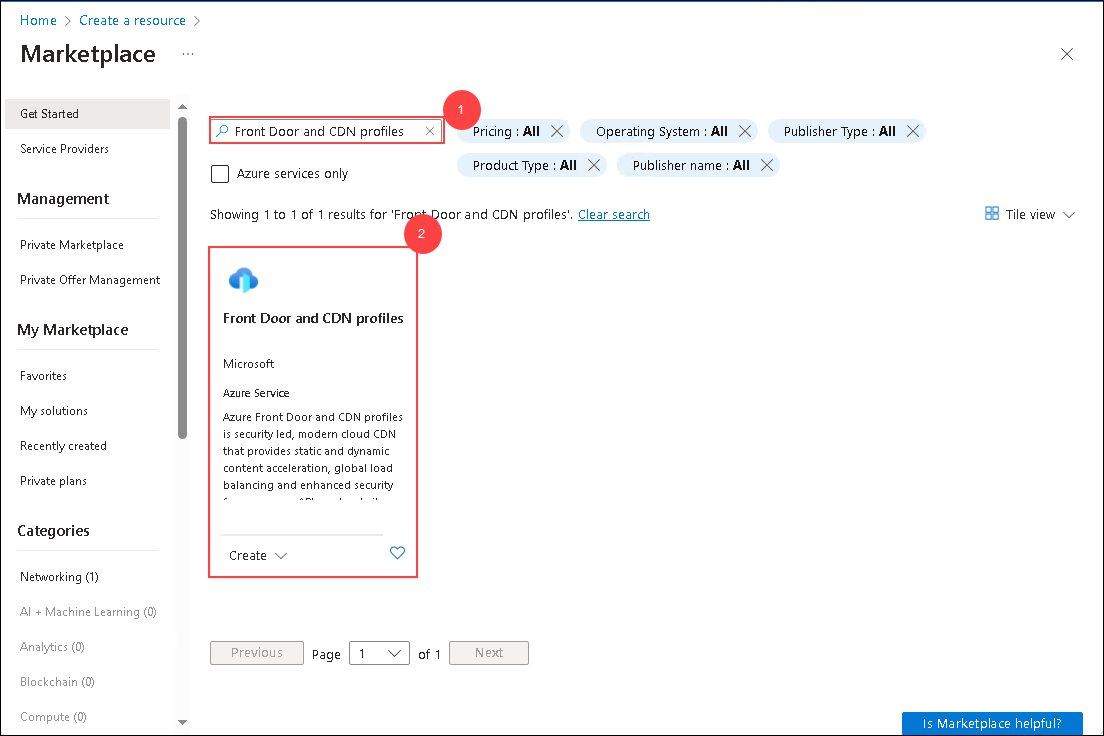 Home > Create a resource >
Marketplace ...
Get Started
Service Providers
Management
Private Marketplace
Private Offer Management
My Marketplace
Favorites
My solutions
Recently created
Private plans
Categories
Networking (1)
AI + Machine Learning (0)
Analytics (0)
Blockchain (0)
Compute (0)
1
Front Door and CDN profiles
Pricing : All
Operating System : All
Publisher Type : All
Product Type : All
Publisher name : All
Azure services only
Showing 1 to 1 of 1 results for 'Front Door and CDN profiles'. Clear search
Tile view
2
Front Door and CDN profiles
Microsoft
Azure Service
Azure Front Door and CDN profiles
is security led, modern cloud CDN
that provides static and dynamic
content acceleration, global load
balancing and enhanced security
Create
Previous Page 1 of 1 Next
Is Marketplace helpful?